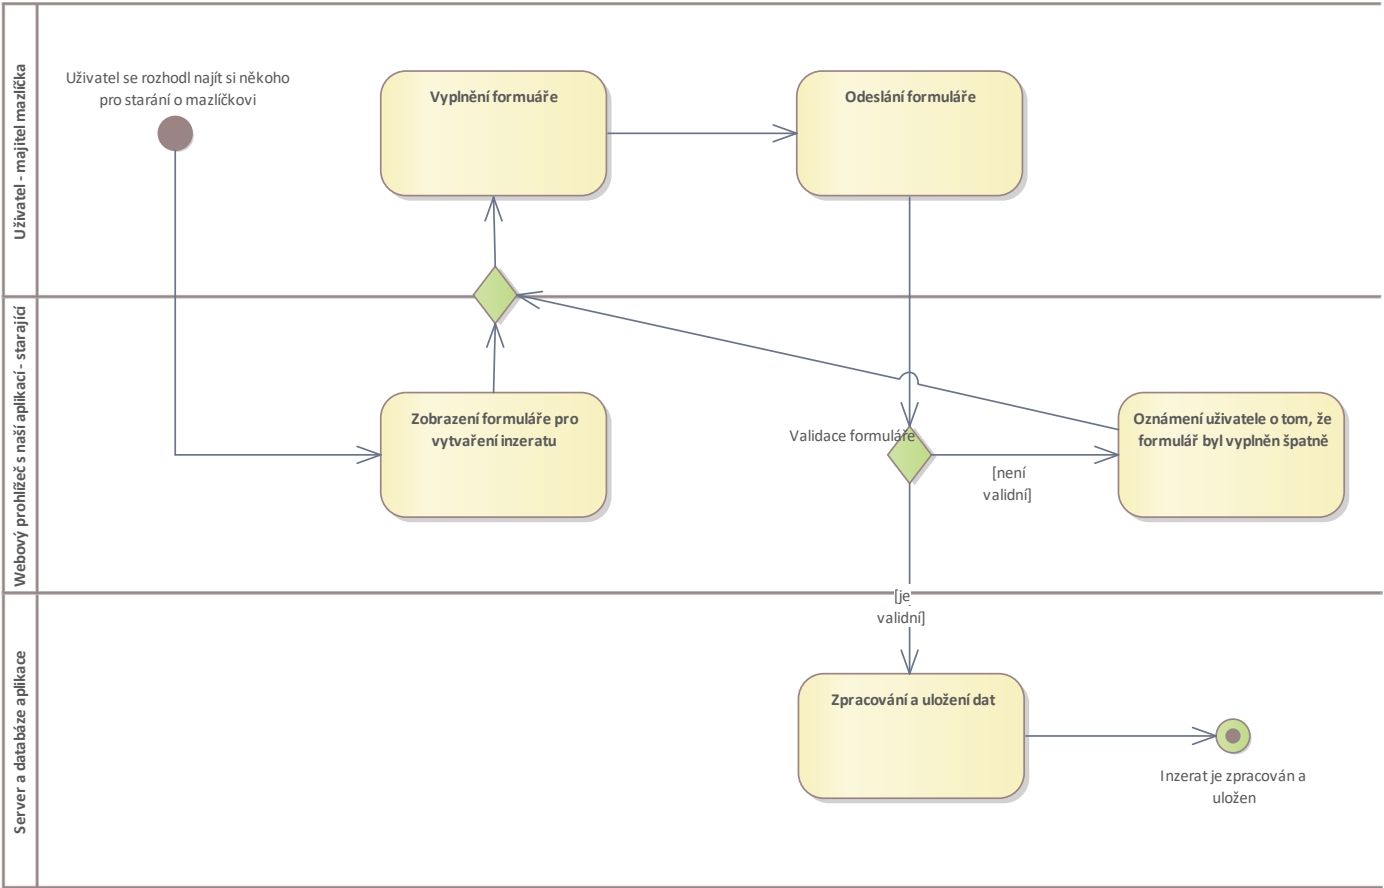 Uživatel - majitel mazlíčka
Uživatel se rozhodl najít si někoho
pro starání o mazlíčkovi
Vyplnění formuáře
Odeslání formuláře
Webový prohlížeč s naší aplikací - starající
Zobrazení formuláře pro
vytvaření inzeratu
Validace formuláře
[není
validní]
Oznámení uživatele o tom, že
formulář byl vyplněn špatně
[je
validní]
Server a databáze aplikace
Zpracování a uložení dat
Inzerat je zpracován a
uložen